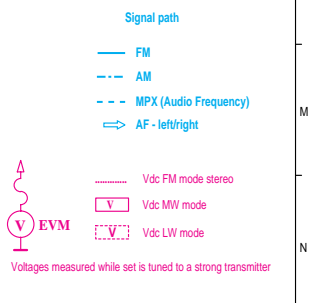 Signal path
FM
AM
MPX (Audio Frequency)
AF - left/right
M
Vdc FM mode stereo
V Vdc MW mode
V EVM
V Vdc LW mode
N
Voltages measured while set is tuned to a strong transmitter